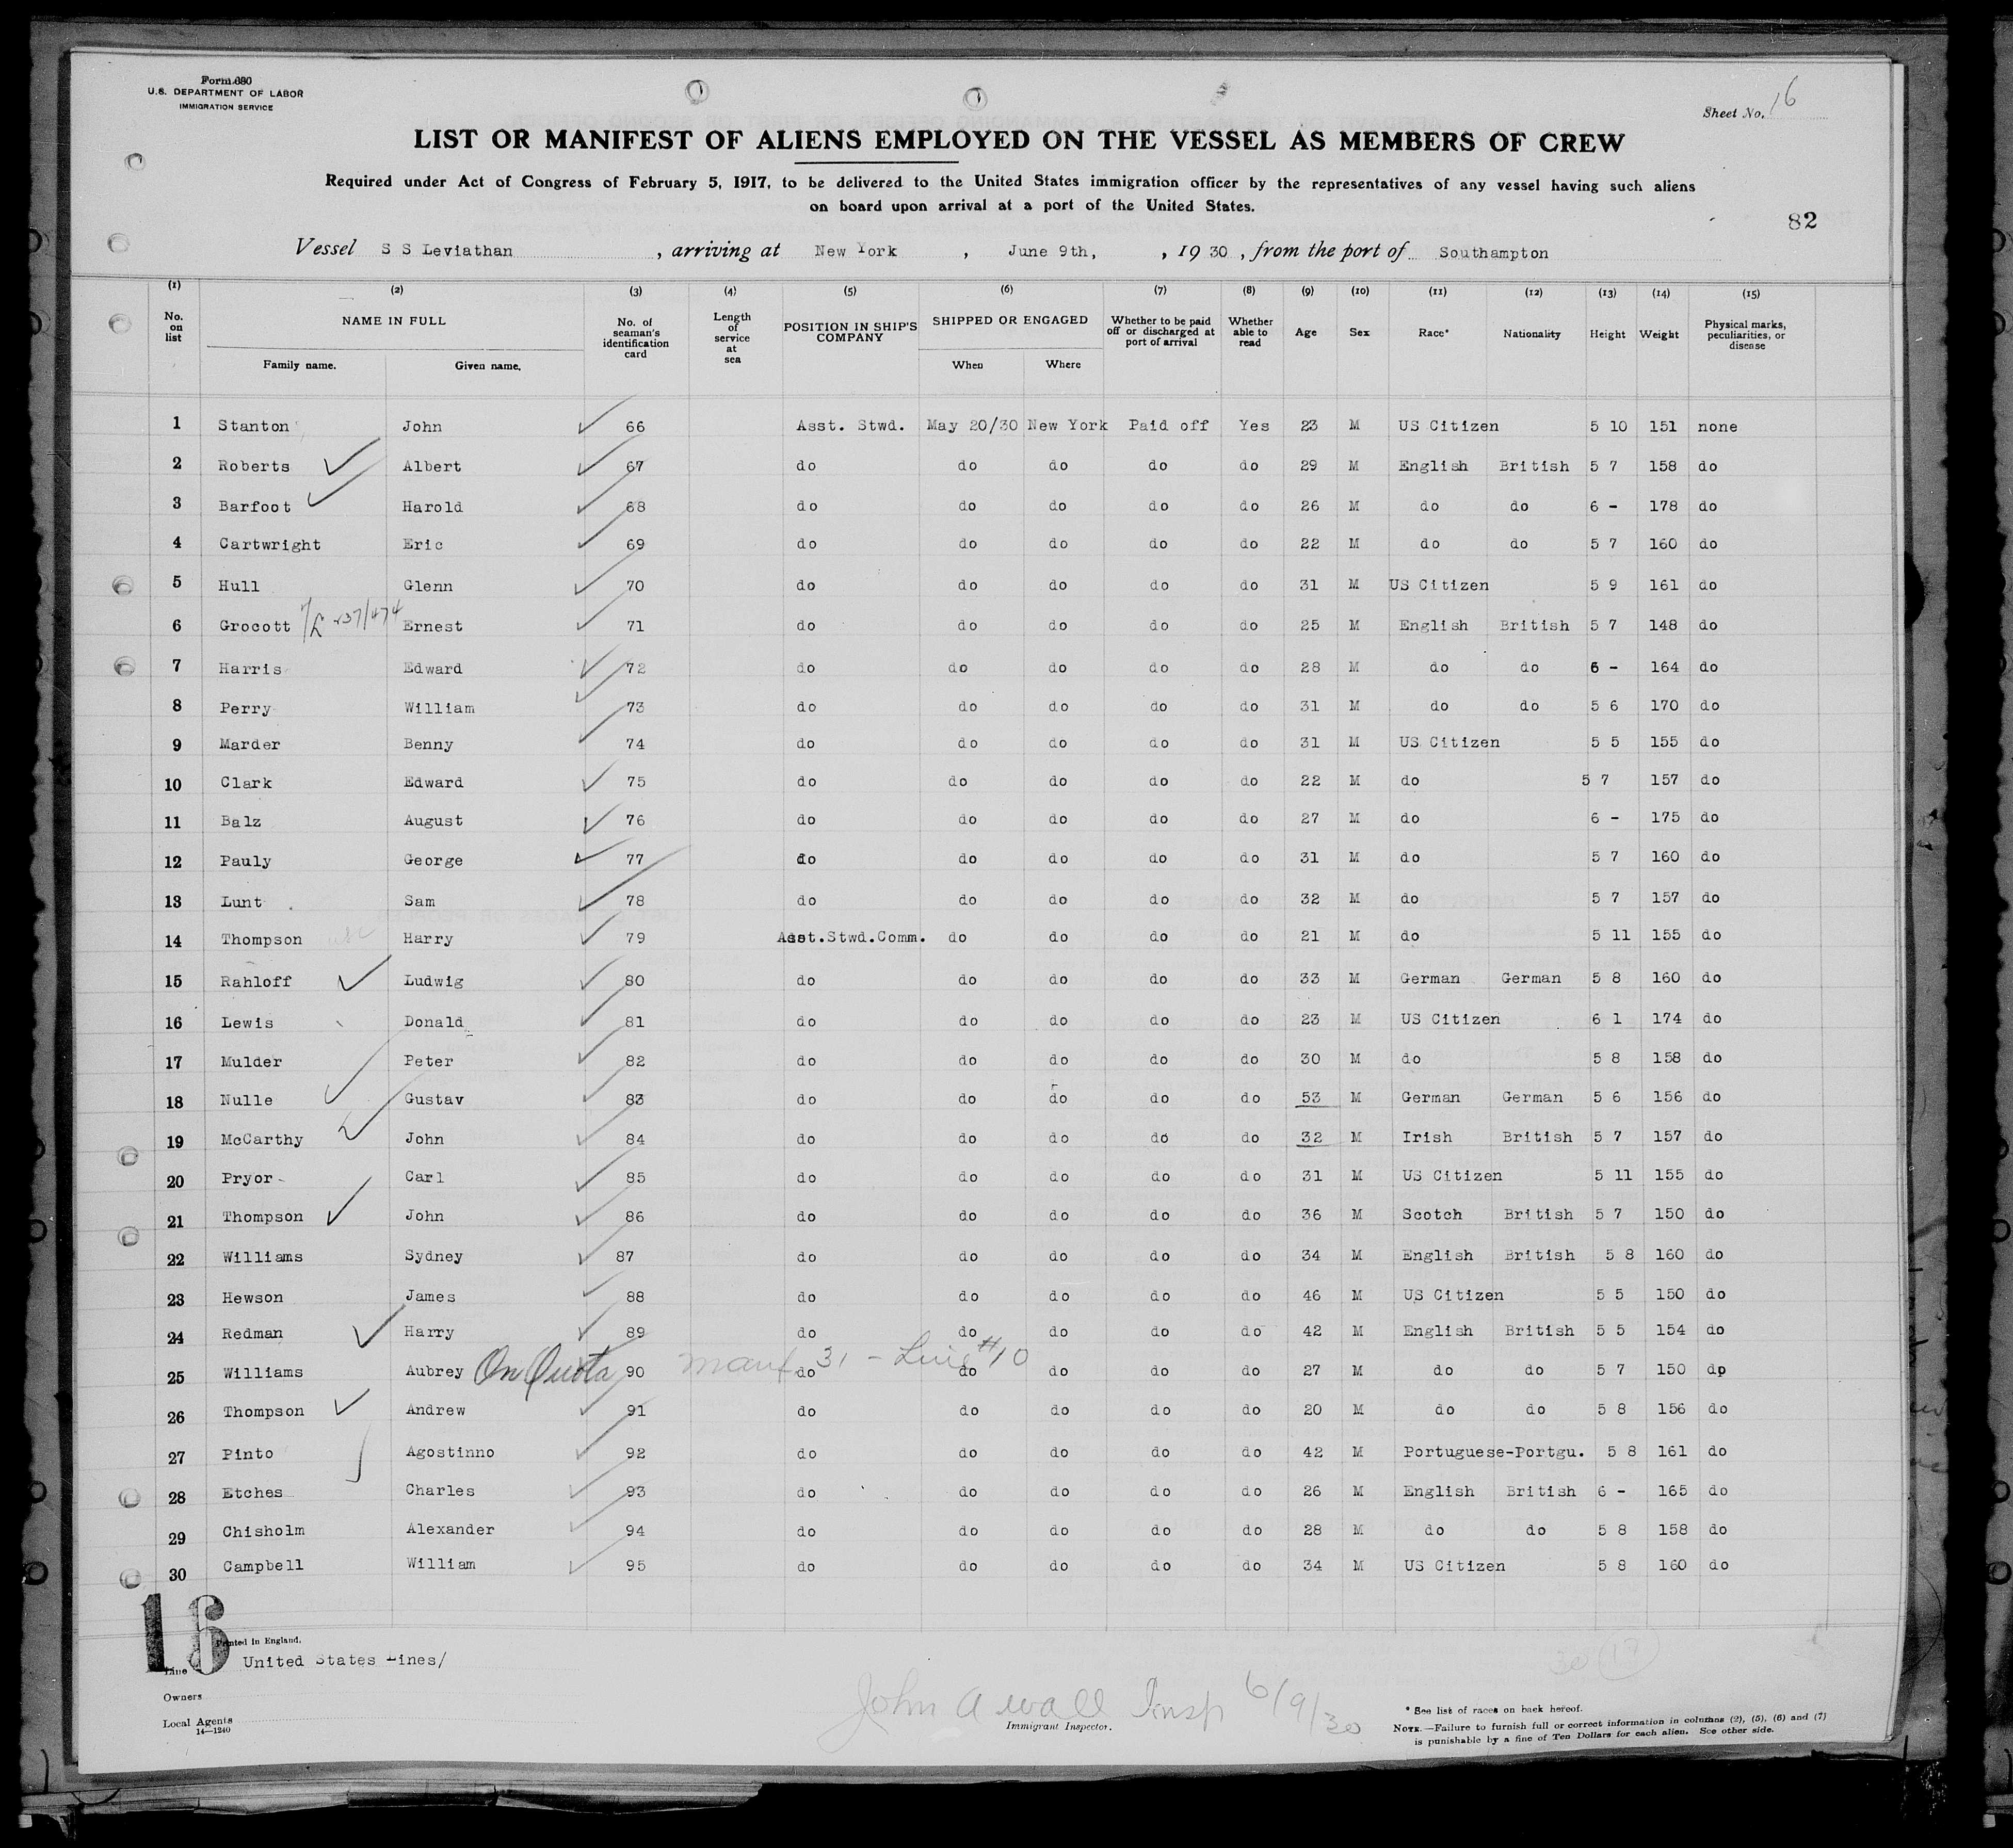 Form 680
U.S. DEPARTMENT OF LABOR
IMMIGRATION SERVICE
Sheet No. 16
LIST OR MANIFEST OF ALIENS EMPLOYED ON THE VESSEL AS MEMBERS OF CREW
Required under Act of Congress of February 5, 1917, to be delivered to the United States immigration officer by the representatives of any vessel having such aliens
on board upon arrival at a port of the United States.
82
Vessel S S Leviathan , arriving at New York , June 9th, , 19 30 , from the port of Southampton
(1) (2) (3) (4) (5) (6) (7) (8) (9) (10) (11) (12) (13) (14) (15)
No. on list NAME IN FULL Family name. Given name. No. of seaman's identification card Length of service at sea POSITION IN SHIP'S COMPANY SHIPPED OR ENGAGED When Where Whether to be paid off or discharged at port of arrival Whether able to read Age Sex Race* Nationality Height Weight Physical marks, peculiarities, or disease
1 Stanton John 66 Asst. Stwd. May 20/30 New York Paid off Yes 23 M US Citizen 5 10 151 none
2 Roberts Albert 67 do do do do do 29 M English British 5 7 158 do
3 Barfoot Harold 68 do do do do do 26 M do do 6 - 178 do
4 Cartwright Eric 69 do do do do do 22 M do do 5 7 160 do
5 Hull Glenn 70 do do do do do 31 M US Citizen 5 9 161 do
6 Grocott Ernest 71 do do do do do 25 M English British 5 7 148 do
7 Harris Edward 72 do do do do do 28 M do do 6 - 164 do
8 Perry William 73 do do do do do 31 M do do 5 6 170 do
9 Marder Benny 74 do do do do do 31 M US Citizen 5 5 155 do
10 Clark Edward 75 do do do do do 22 M do 5 7 157 do
11 Balz August 76 do do do do do 27 M do 6 - 175 do
12 Pauly George 77 do do do do do 31 M do 5 7 160 do
13 Lunt Sam 78 do do do do do 32 M do 5 7 157 do
14 Thompson Harry 79 Asst.Stwd.Comm. do do do do 21 M do 5 11 155 do
15 Rahloff Ludwig 80 do do do do do 33 M German German 5 8 160 do
16 Lewis Donald 81 do do do do do 23 M US Citizen 6 1 174 do
17 Mulder Peter 82 do do do do do 30 M do 5 8 158 do
18 Nulle Gustav 83 do do do do do 53 M German German 5 6 156 do
19 McCarthy John 84 do do do do do 32 M Irish British 5 7 157 do
20 Pryor Carl 85 do do do do do 31 M US Citizen 5 11 155 do
21 Thompson John 86 do do do do do 36 M Scotch British 5 7 150 do
22 Williams Sydney 87 do do do do do 34 M English British 5 8 160 do
23 Hewson James 88 do do do do do 46 M US Citizen 5 5 150 do
24 Redman Harry 89 do do do do do 42 M English British 5 5 154 do
25 Williams Aubrey On Quota 90 manf 31 - Line #10 do do do do do 27 M do do 5 7 150 do
26 Thompson Andrew 91 do do do do do 20 M do do 5 8 156 do
27 Pinto Agostinno 92 do do do do do 42 M Portuguese-Portgu. 5 8 161 do
28 Etches Charles 93 do do do do do 26 M English British 6 - 165 do
29 Chisholm Alexander 94 do do do do do 28 M do do 5 8 158 do
30 Campbell William 95 do do do do do 34 M US Citizen 5 8 160 do
16
Printed in England.
Line United States Lines/
30 (17)
Owners
Local Agents
14—1240
John A Wall Insp 6/9/30
Immigrant Inspector.
* See list of races on back hereof.
NOTE.—Failure to furnish full or correct information in columns (2), (5), (6) and (7)
is punishable by a fine of Ten Dollars for each alien. See other side.